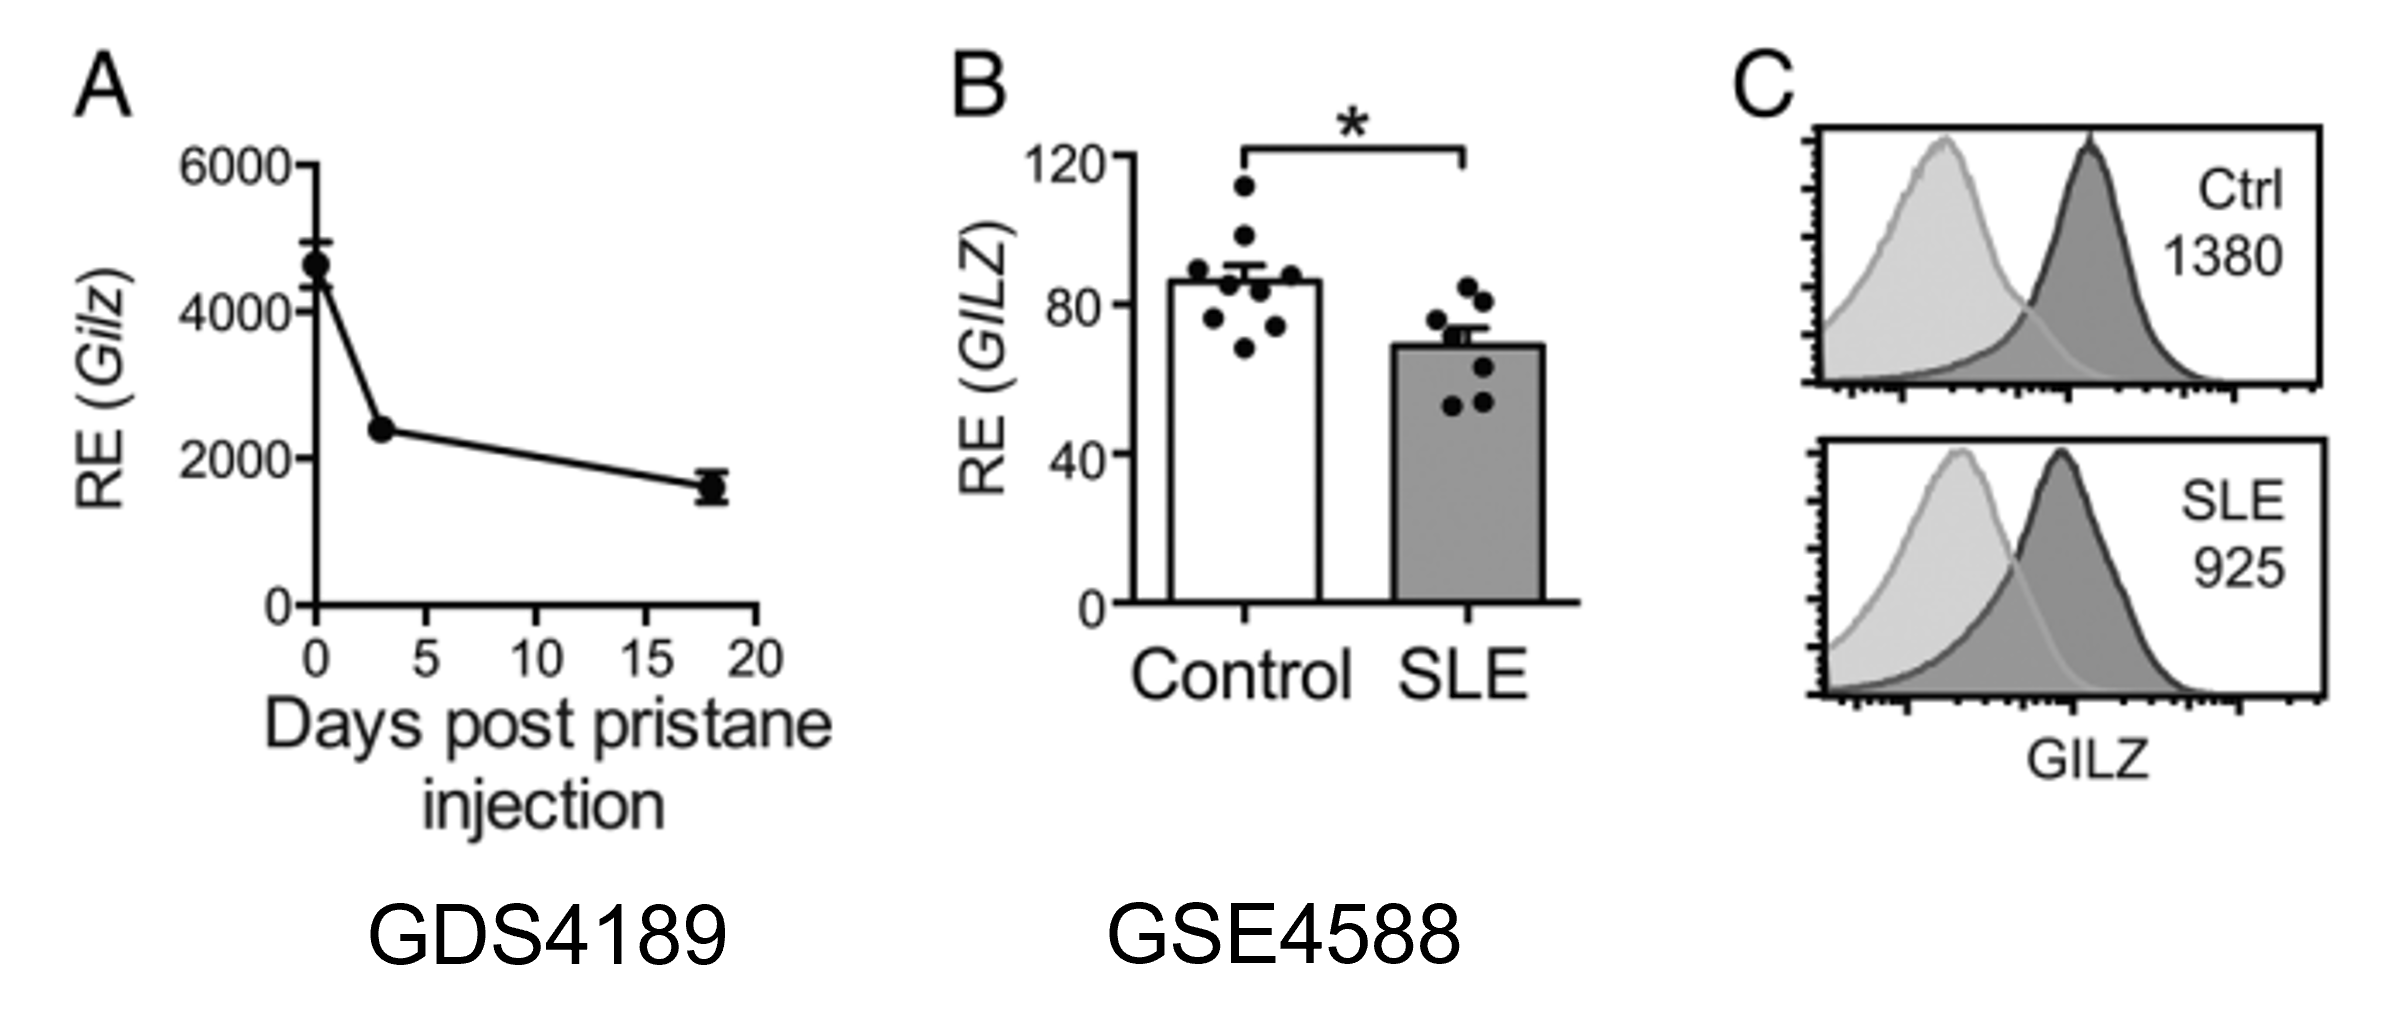 A
6000
4000
2000
0
RE (Gilz)
0 5 10 15 20
Days post pristane
injection
GDS4189
B
*
120
80
40
0
RE (GILZ)
Control SLE
GSE4588
C
Ctrl
1380
SLE
925
GILZ